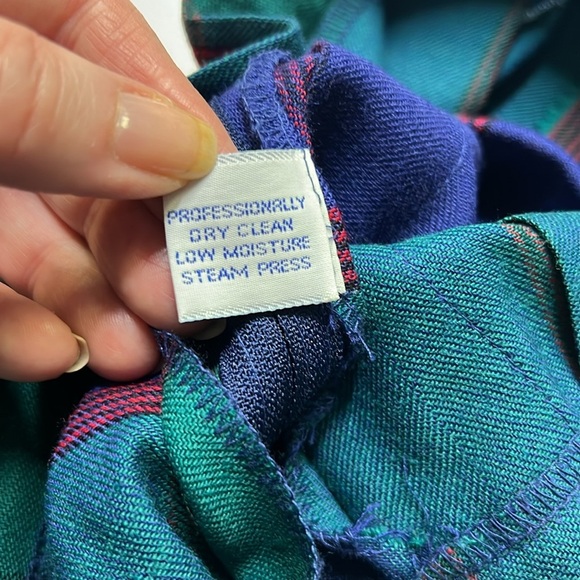 PROFESSIONALLY
DRY CLEAN
LOW MOISTURE
STEAM PRESS